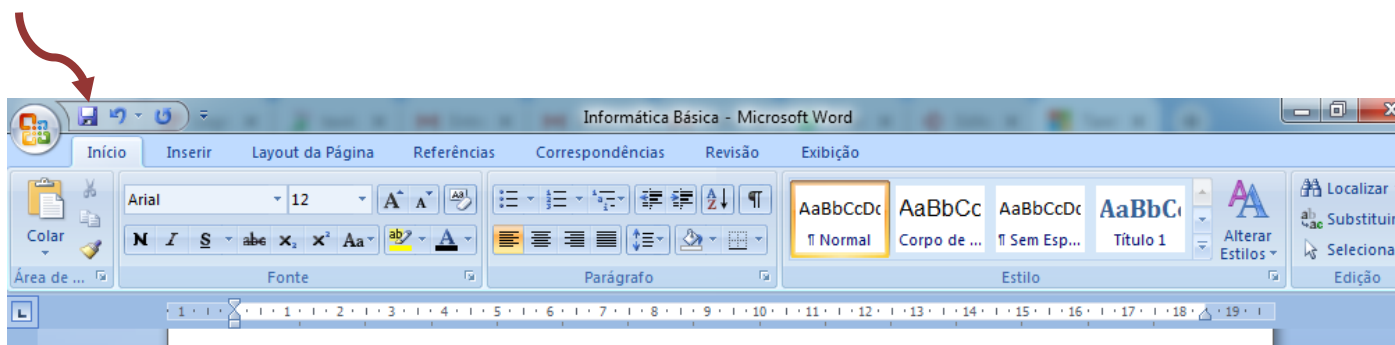 Informática Básica - Microsoft Word
Início Inserir Layout da Página Referências Correspondências Revisão Exibição
Colar
Área de ...
Arial 12 A A Aa
N I S abe x₂ x² Aa ab A
Fonte
A Z ¶
Parágrafo
AaBbCcDc AaBbCc AaBbCcDc AaBbC
¶ Normal Corpo de ... ¶ Sem Esp... Título 1
Alterar
Estilos
Estilo
Localizar
Substituir
Seleciona
Edição
L 1 1 2 3 4 5 6 7 8 9 10 11 12 13 14 15 16 17 18 19